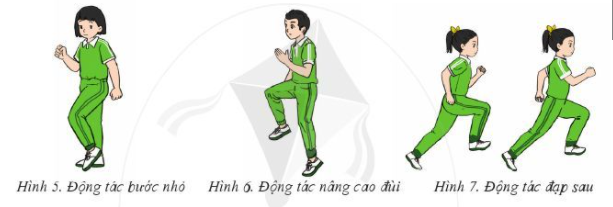 Hình 5. Động tác bước nhỏ
Hình 6. Động tác nâng cao đùi
Hình 7. Động tác đạp sau